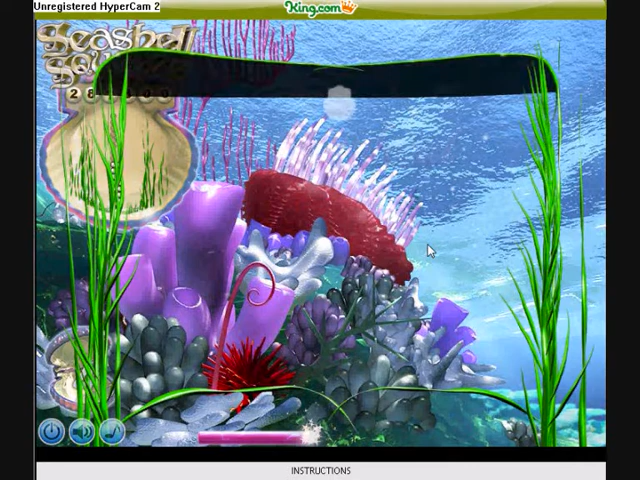 Unregistered HyperCam 2
King.com
Seashell
INSTRUCTIONS